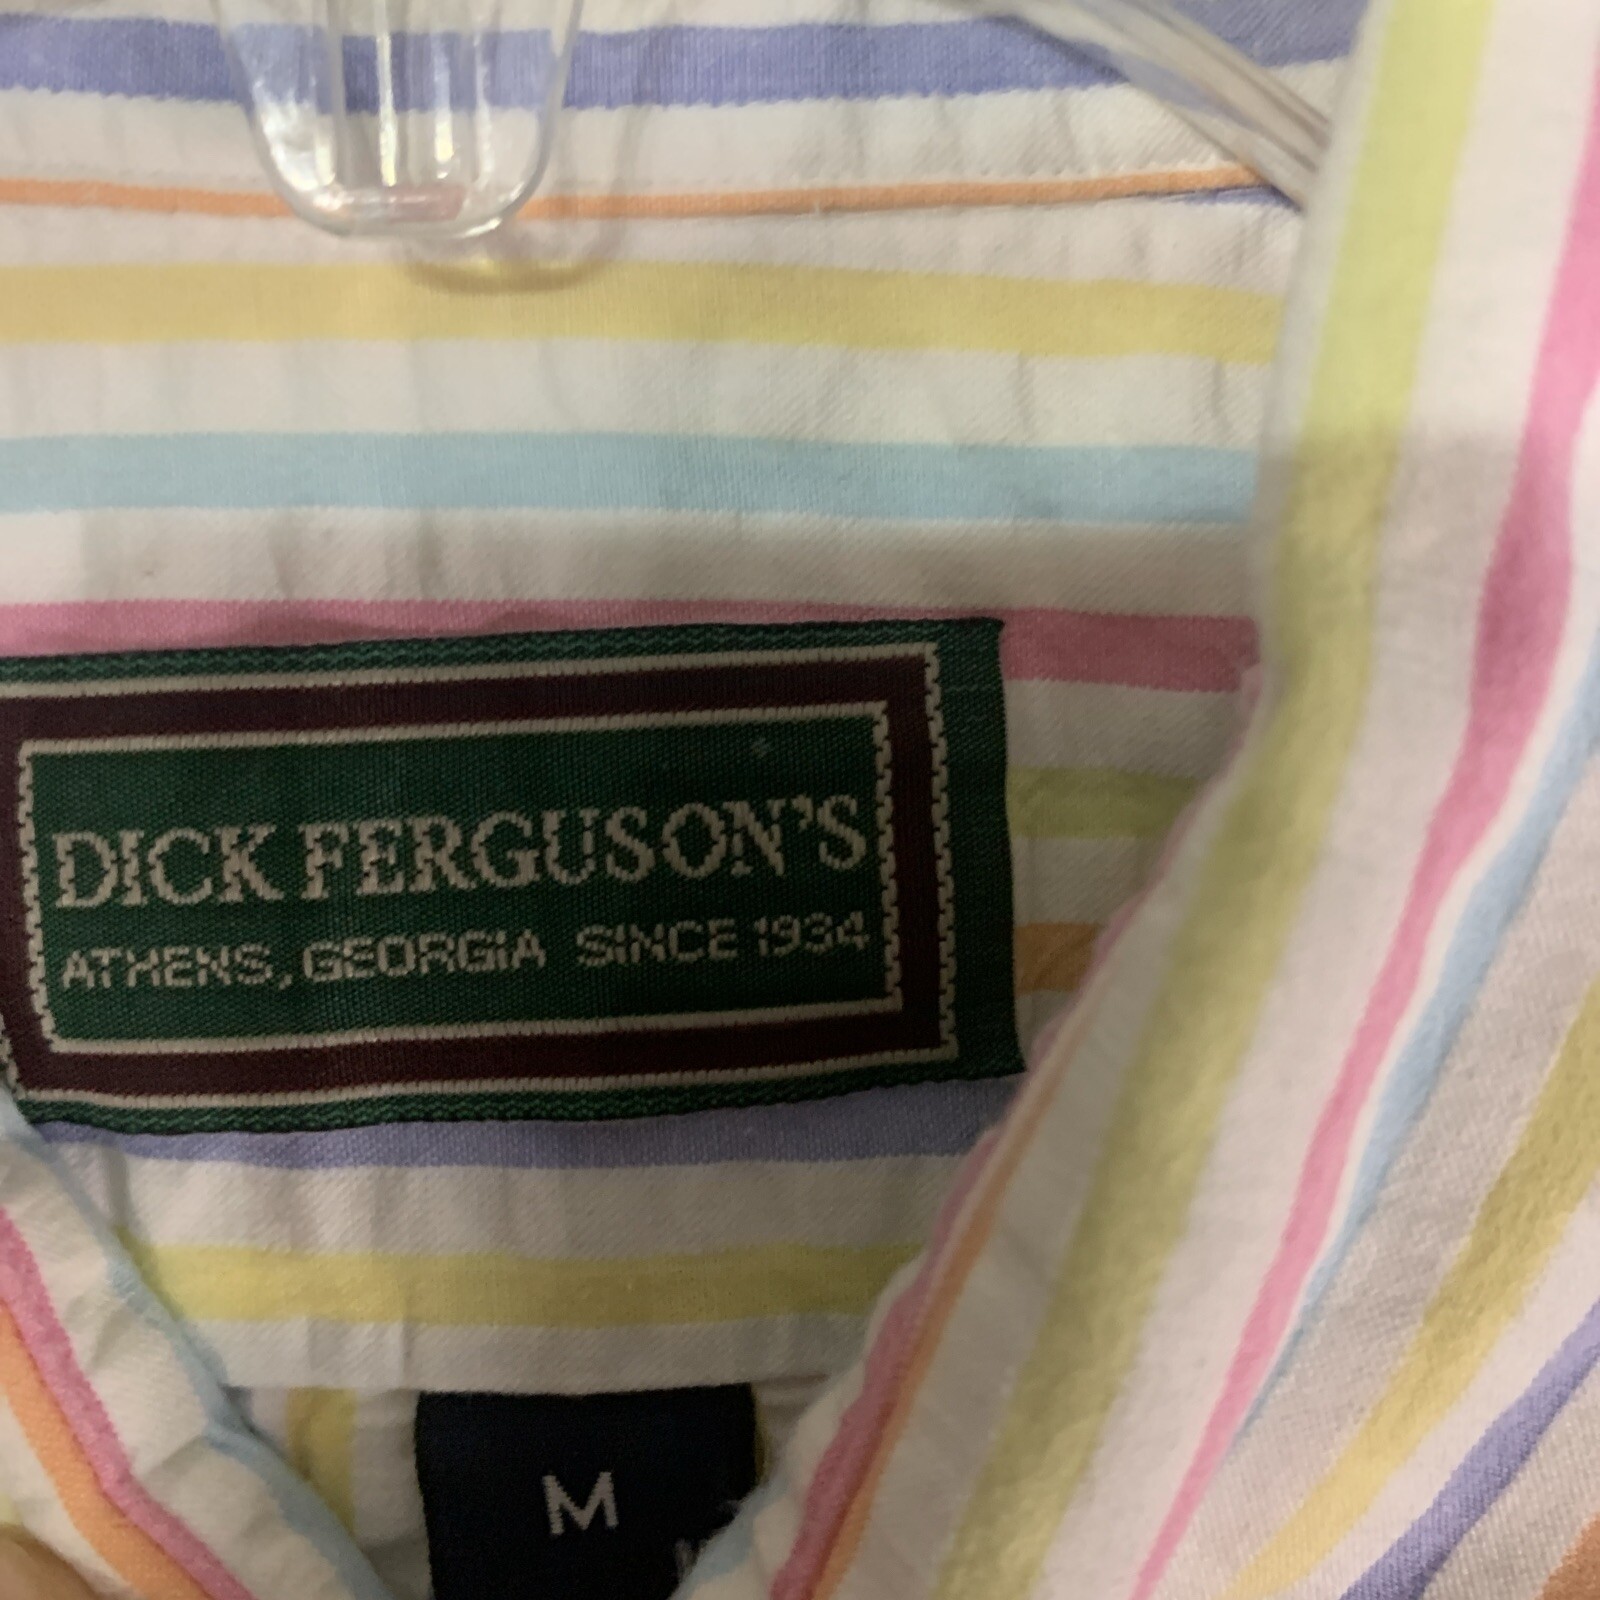 DICK FERGUSON'S
ATHENS, GEORGIA SINCE 1934
M